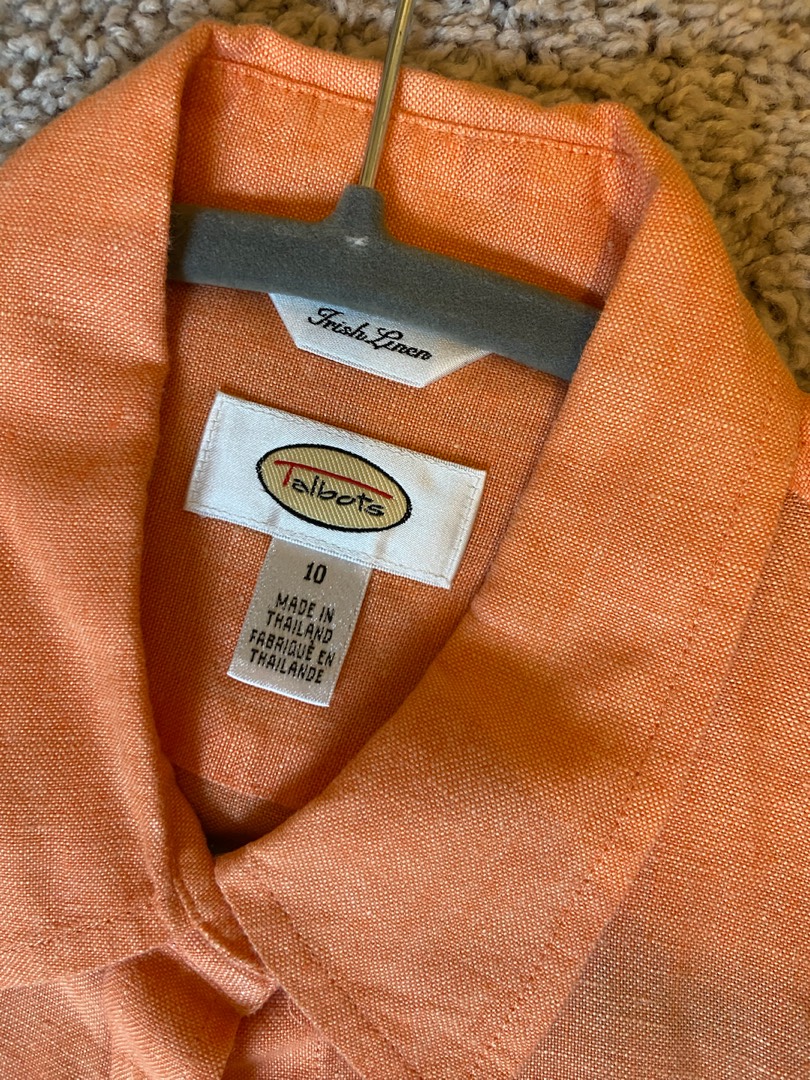 Irish Linen
Talbots
10
MADE IN
THAILAND
FABRIQUÉ EN
THAILANDE